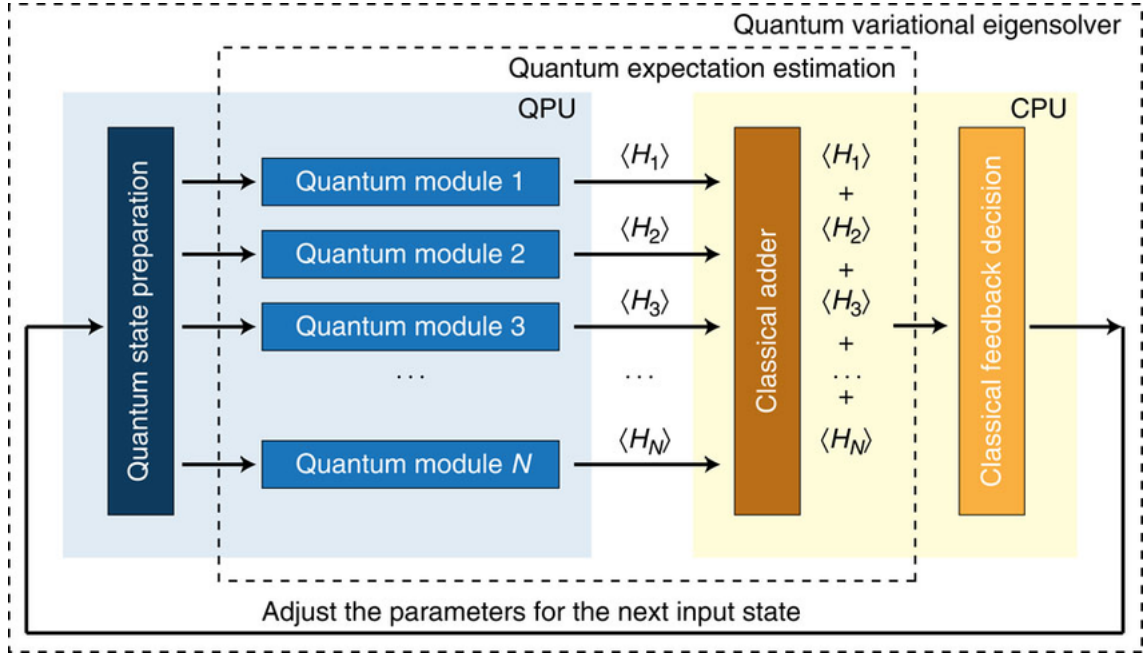 Quantum variational eigensolver
Quantum expectation estimation
QPU
CPU
Quantum state preparation
Quantum module 1
Quantum module 2
Quantum module 3
...
Quantum module N
⟨H₁⟩
⟨H₂⟩
⟨H₃⟩
...
⟨H_N⟩
Classical adder
⟨H₁⟩
+
⟨H₂⟩
+
⟨H₃⟩
+
...
+
⟨H_N⟩
Classical feedback decision
Adjust the parameters for the next input state